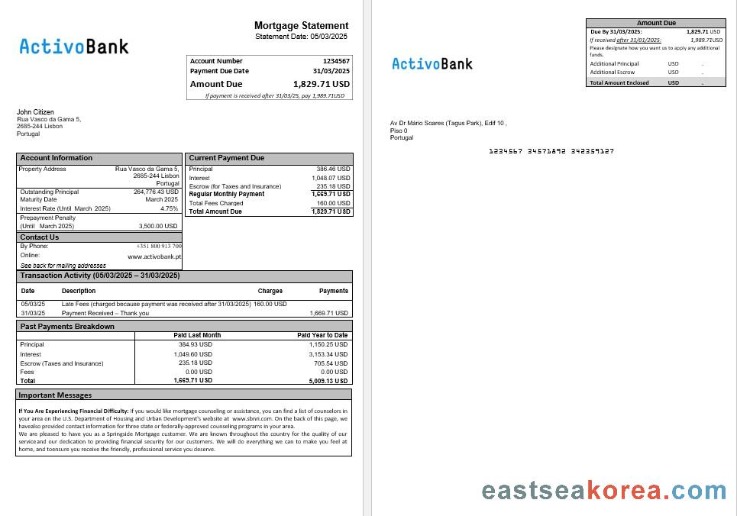 ActivoBank
Mortgage Statement
Statement Date: 05/03/2025
Account Number 1234567
Payment Due Date 31/03/2025
Amount Due 1,829.71 USD
If payment is received after 31/03/25, pay 1,989.71USD
John Citizen
Rua Vasco da Gama 5,
2685-244 Lisbon
Portugal
Account Information
Property Address Rua Vasco da Gama 5,
2685-244 Lisbon
Portugal
Outstanding Principal 264,776.43 USD
Maturity Date March 2025
Interest Rate (Until March 2025) 4.75%
Prepayment Penalty
(Until March 2025) 3,500.00 USD
Contact Us
By Phone: +351 800 913 700
Online: www.activobank.pt
See back for mailing addresses
Current Payment Due
Principal 386.46 USD
Interest 1,048.07 USD
Escrow (for Taxes and Insurance) 235.18 USD
Regular Monthly Payment 1,669.71 USD
Total Fees Charged 160.00 USD
Total Amount Due 1,829.71 USD
Transaction Activity (05/03/2025 – 31/03/2025)
Date Description Charges Payments
05/03/25 Late Fees (charged because payment was received after 31/03/2025) 160.00 USD
31/03/25 Payment Received – Thank you 1,669.71 USD
Past Payments Breakdown
Paid Last Month Paid Year to Date
Principal 384.93 USD 1,150.25 USD
Interest 1,049.60 USD 3,153.34 USD
Escrow (Taxes and Insurance) 235.18 USD 705.54 USD
Fees 0.00 USD 0.00 USD
Total 1,669.71 USD 5,009.13 USD
Important Messages
If You Are Experiencing Financial Difficulty: if you would like mortgage counseling or assistance, you can find a list of counselors in
your area on the U.S. Department of Housing and Urban Development's website at www.sbnm.com. On the back of this page, we
havealso provided contact information for three state or federally-approved counseling programs in your area.
We are pleased to have you as a Springside Mortgage customer. We are known throughout the country for the quality of our
serviceand our dedication to providing financial security for our customers. We will do everything we can to make you feel at
home, and toensure you receive the friendly, professional service you deserve.
Amount Due
Due By 31/03/2025: 1,829.71 USD
If received after 31/03/2025: 1,989.71USD
Please designate how you want us to apply any additional
funds.
Additional Principal USD .
Additional Escrow USD .
Total Amount Enclosed USD .
ActivoBank
Av Dr Mário Soares (Tagus Park), Edif 10 ,
Piso 0
Portugal
1234567 34571892 342359127
eastseakorea.com